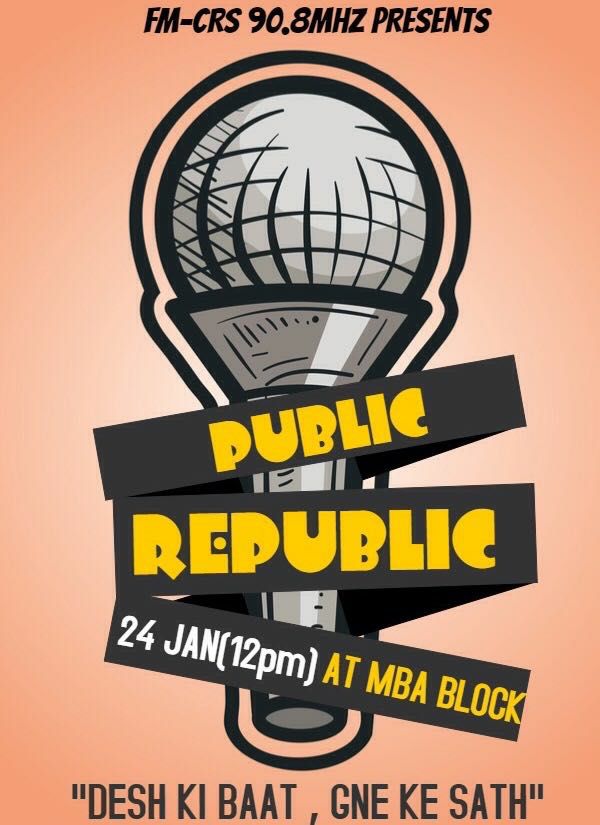 FM-CRS 90.8MHZ PRESENTS
PUBLIC
REPUBLIC
24 JAN(12pm) AT MBA BLOCK
"DESH KI BAAT , GNE KE SATH"